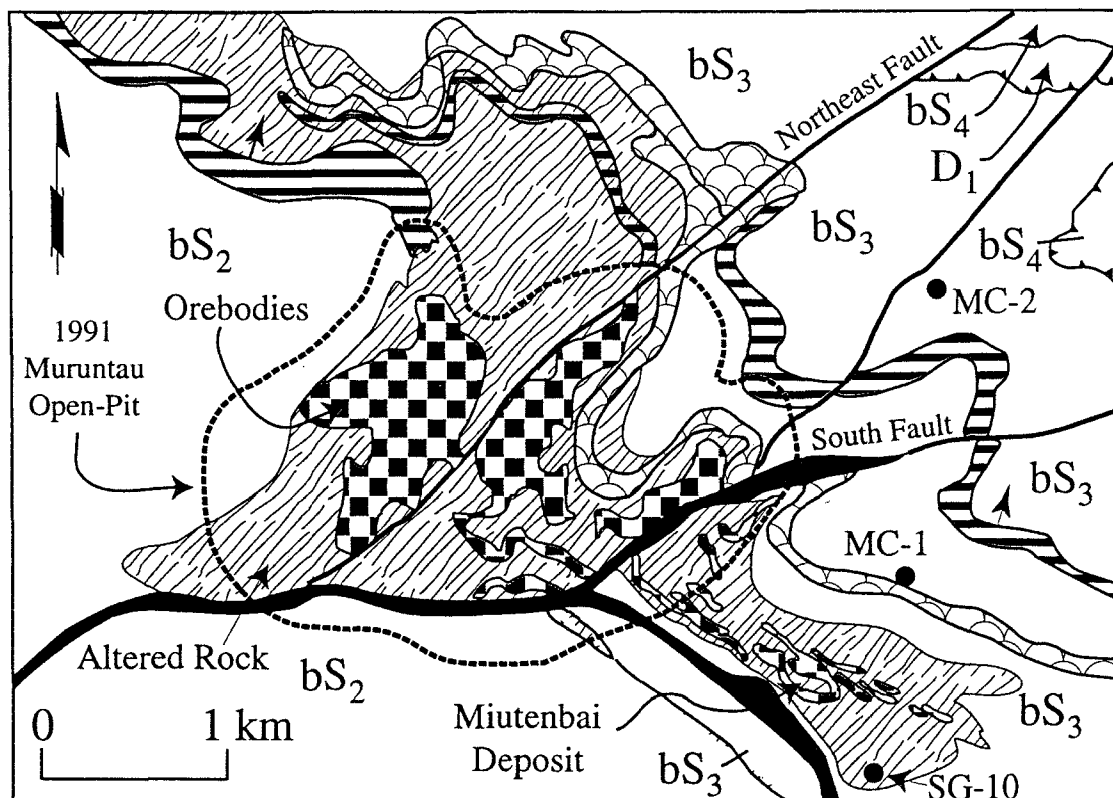 bS3
Northeast Fault
bS4
D1
bS3
bS4
bS2
Orebodies
MC-2
1991
Muruntau
Open-Pit
South Fault
bS3
MC-1
Altered Rock
bS2
0 1 km
Miutenbai
Deposit
bS3
bS3
SG-10